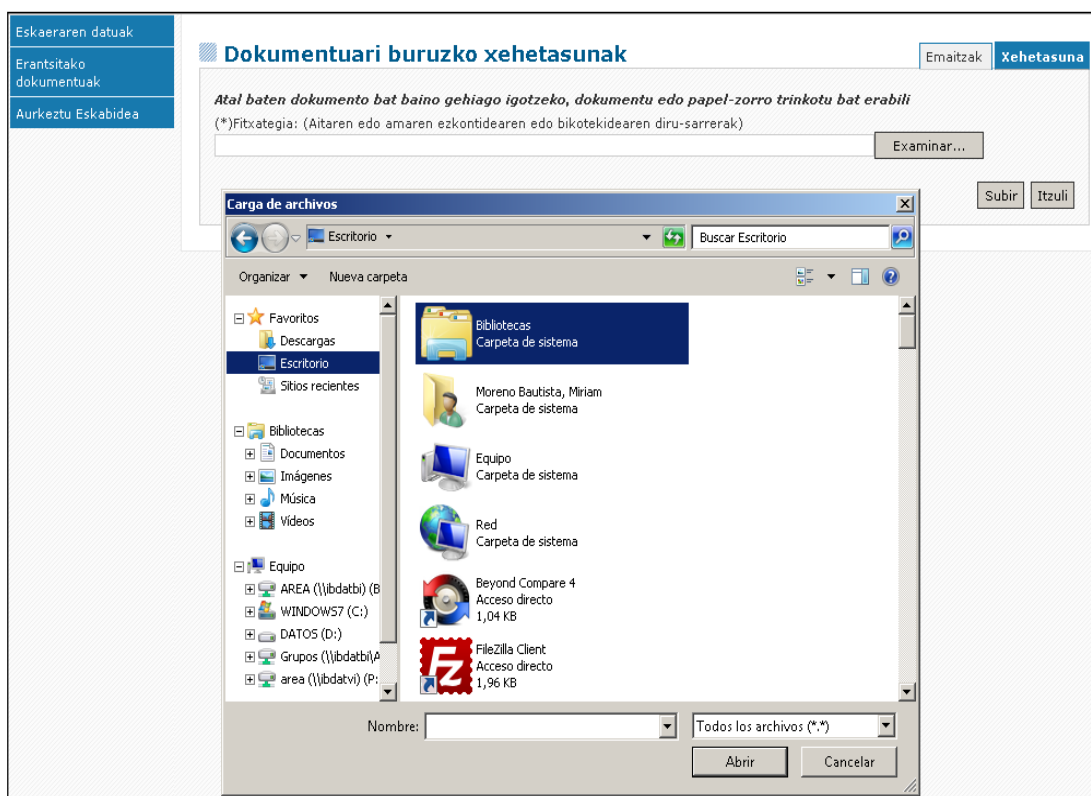 Eskaeraren datuak
Erantsitako
dokumentuak
Aurkeztu Eskabidea
Dokumentuari buruzko xehetasunak
Emaitzak
Xehetasuna
Atal baten dokumento bat baino gehiago igotzeko, dokumentu edo papel-zorro trinkotu bat erabili
(*)Fitxategia: (Aitaren edo amaren ezkontidearen edo bikotekidearen diru-sarrerak)
Examinar...
Subir
Itzuli
Carga de archivos
Escritorio
Buscar Escritorio
Organizar
Nueva carpeta
Favoritos
Descargas
Escritorio
Sitios recientes
Bibliotecas
Documentos
Imágenes
Música
Vídeos
Equipo
AREA (\\ibdatbi) (B
WINDOWS7 (C:)
DATOS (D:)
Grupos (\\ibdatbi\A
area (\\ibdatvi) (P:
Bibliotecas
Carpeta de sistema
Moreno Bautista, Miriam
Carpeta de sistema
Equipo
Carpeta de sistema
Red
Carpeta de sistema
Beyond Compare 4
Acceso directo
1,04 KB
FileZilla Client
Acceso directo
1,96 KB
Nombre:
Todos los archivos (*.*)
Abrir
Cancelar